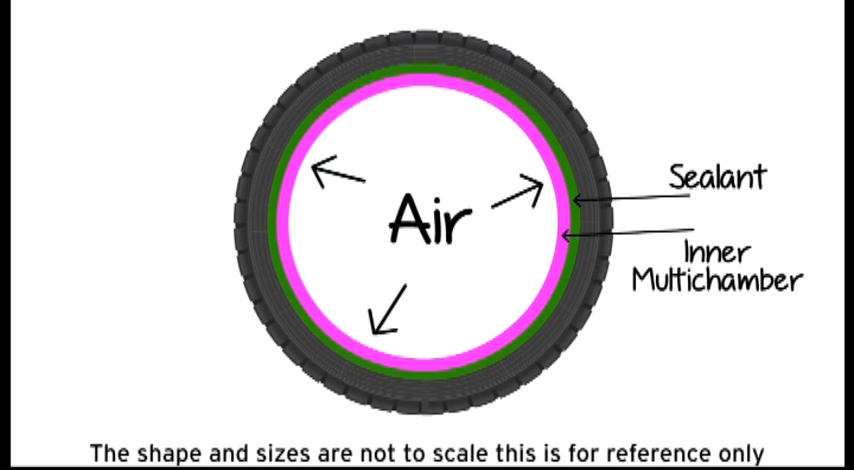 Air
Sealant
Inner
Multichamber
The shape and sizes are not to scale this is for reference only